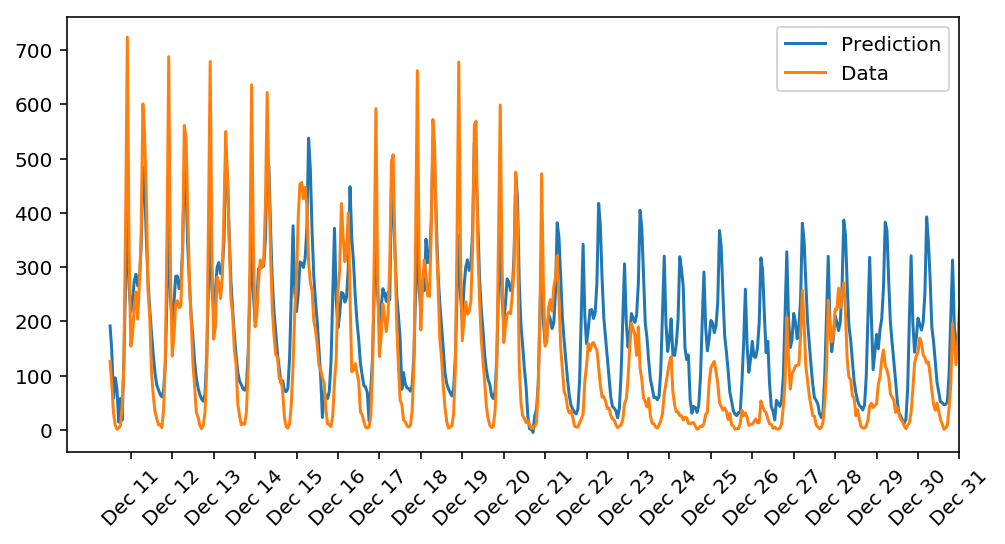 700
600
500
400
300
200
100
0
Prediction
Data
Dec 11
Dec 12
Dec 13
Dec 14
Dec 15
Dec 16
Dec 17
Dec 18
Dec 19
Dec 20
Dec 21
Dec 22
Dec 23
Dec 24
Dec 25
Dec 26
Dec 27
Dec 28
Dec 29
Dec 30
Dec 31